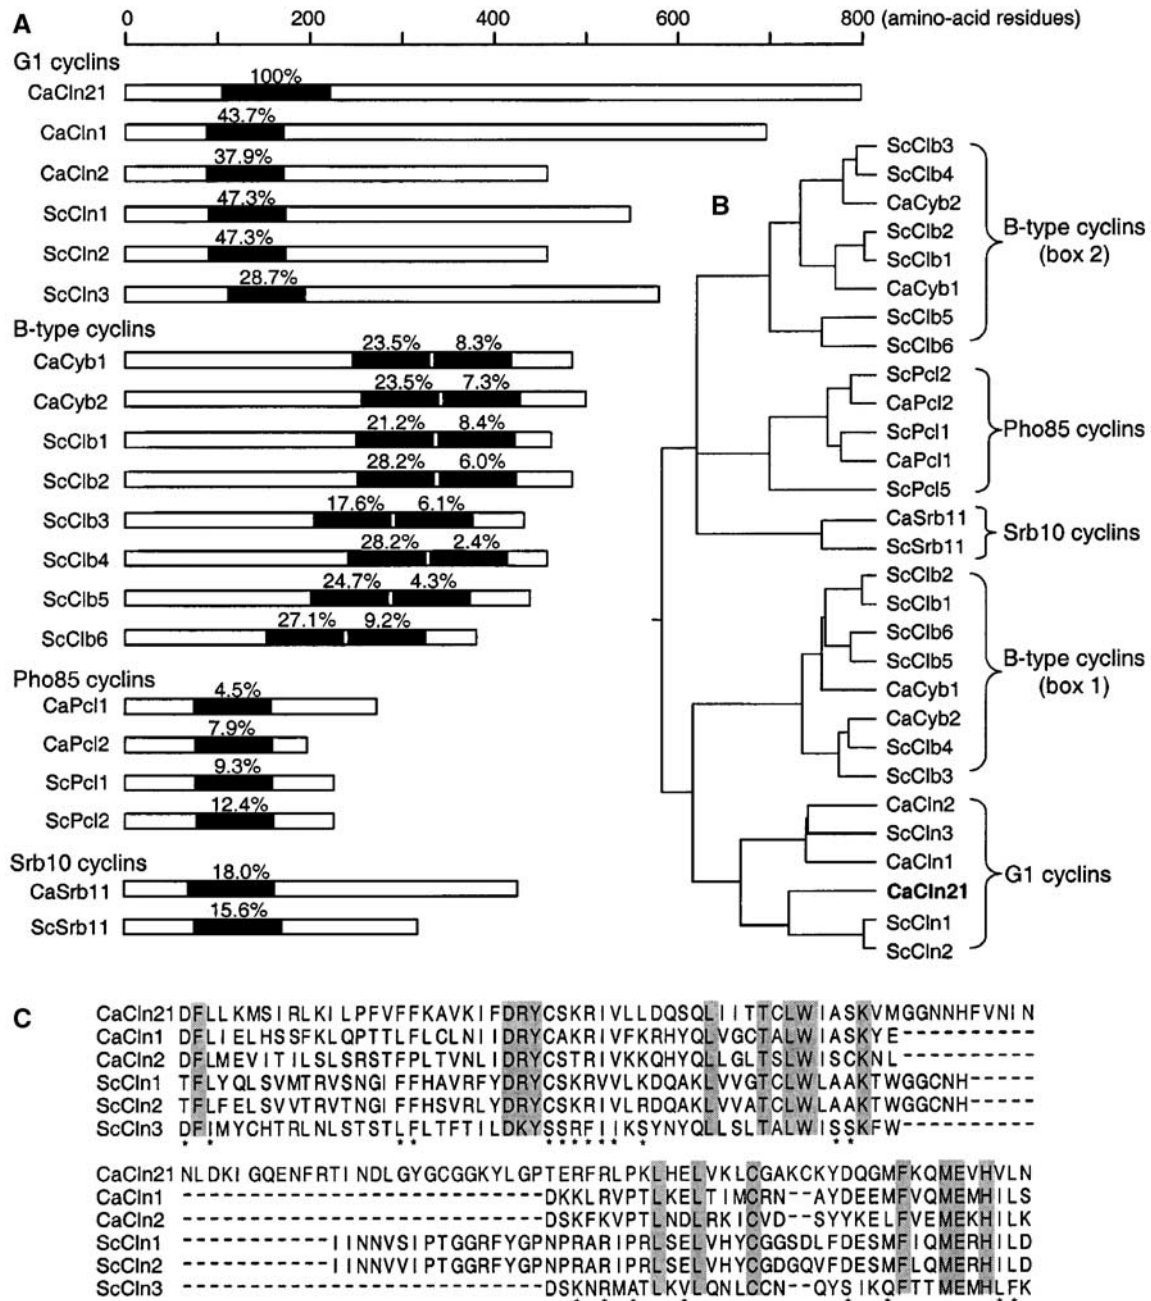 A
0 200 400 600 800 (amino-acid residues)
G1 cyclins
100%
CaCln21
43.7%
CaCln1
37.9%
CaCln2
47.3%
ScCln1
47.3%
ScCln2
28.7%
ScCln3
B-type cyclins
23.5% 8.3%
CaCyb1
23.5% 7.3%
CaCyb2
21.2% 8.4%
ScClb1
28.2% 6.0%
ScClb2
17.6% 6.1%
ScClb3
28.2% 2.4%
ScClb4
24.7% 4.3%
ScClb5
27.1% 9.2%
ScClb6
Pho85 cyclins
4.5%
CaPcl1
7.9%
CaPcl2
9.3%
ScPcl1
12.4%
ScPcl2
Srb10 cyclins
18.0%
CaSrb11
15.6%
ScSrb11
B
ScClb3
ScClb4
CaCyb2
ScClb2
ScClb1
CaCyb1
ScClb5
ScClb6
B-type cyclins
(box 2)
ScPcl2
CaPcl2
ScPcl1
CaPcl1
ScPcl5
Pho85 cyclins
CaSrb11
ScSrb11
Srb10 cyclins
ScClb2
ScClb1
ScClb6
ScClb5
CaCyb1
CaCyb2
ScClb4
ScClb3
B-type cyclins
(box 1)
CaCln2
ScCln3
CaCln1
CaCln21
ScCln1
ScCln2
G1 cyclins
C
CaCln21 DFLLKMSIRLKILPFVFFKAVKIFDRYCSKRIVLLDQSQLIITTCLWIASKVMGGNNHFVNIN
CaCln1 DFLIELHSSFKLQPTTLFLCLNIIDRYCAKRIVFKRHYQLVGCTALWIASKYE-----------
CaCln2 DFLMEVITILSLSRSTFPLTVNLIDRYCSTRIVKKQHYQLLGLTSLWISCKNL-----------
ScCln1 TFLYQLSVMTRVSNGIFFHAVRFYDRYCSKRVVLKDQAKLVVGTCLWLAAKTWGGCNH-----
ScCln2 TFLFELSVVTRVTNGIFFHSVRLYDRYCSKRIVLRDQAKLVVATCLWLAAKTWGGCNH-----
ScCln3 DFIMYCHTRLNLSTSTLFLTFTILDKYSSRFIIKSYNYQLLSLTALWISSKFW-----------
* * ** ****** * **
CaCln21 NLDKIGQENFRTINDLGYGCGGKYLGPTERFRLPKLHELVKLCGAKCKYDQGMFKQMEVHVLN
CaCln1 ----------------------------DKKLRVPTLKELTIMCRN--AYDEEMFVQMEMHILS
CaCln2 ----------------------------DSKFKVPTLNDLRKICVD--SYYKELFVEMEKHILK
ScCln1 -----------IINNVSIPTGGRFYGPNPRARIPRLSELVHYCGGSDLFDESMFIQMERHILD
ScCln2 -----------IINNVVIPTGGRFYGPNPRARIPRLSELVHYCGDGQVFDESMFLQMERHILD
ScCln3 ----------------------------DSKNRMATLKVLQNLCCN--QYSIKQFTTMEMHLFK